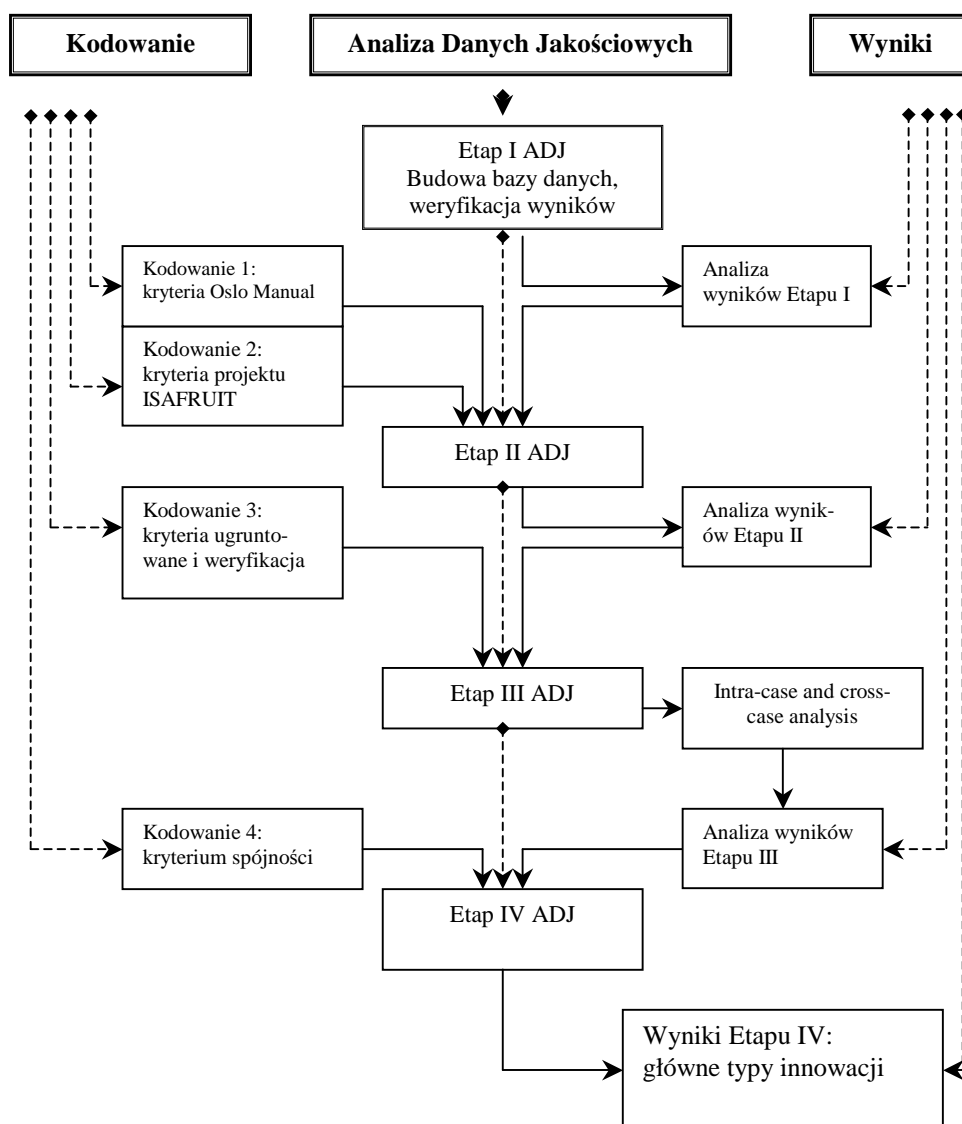 Kodowanie
Analiza Danych Jakościowych
Wyniki
Etap I ADJ
Budowa bazy danych,
weryfikacja wyników
Kodowanie 1:
kryteria Oslo Manual
Analiza
wyników Etapu I
Kodowanie 2:
kryteria projektu
ISAFRUIT
Etap II ADJ
Kodowanie 3:
kryteria ugrunto-
wane i weryfikacja
Analiza wynik-
ów Etapu II
Etap III ADJ
Intra-case and cross-
case analysis
Kodowanie 4:
kryterium spójności
Analiza wyników
Etapu III
Etap IV ADJ
Wyniki Etapu IV:
główne typy innowacji